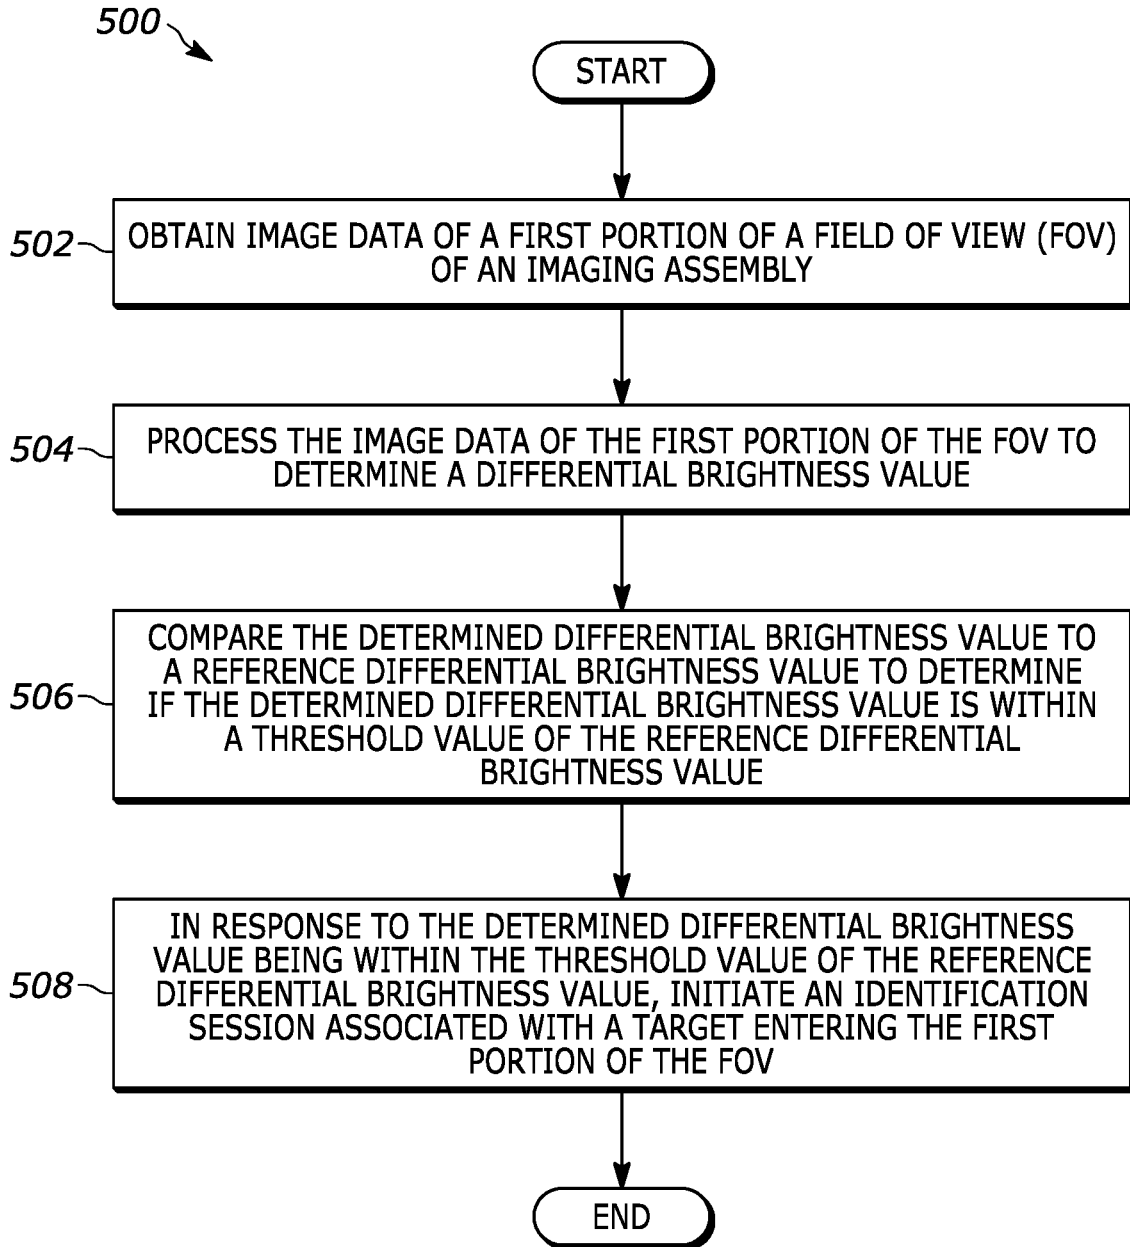 500
START
502
OBTAIN IMAGE DATA OF A FIRST PORTION OF A FIELD OF VIEW (FOV)
OF AN IMAGING ASSEMBLY
504
PROCESS THE IMAGE DATA OF THE FIRST PORTION OF THE FOV TO
DETERMINE A DIFFERENTIAL BRIGHTNESS VALUE
506
COMPARE THE DETERMINED DIFFERENTIAL BRIGHTNESS VALUE TO
A REFERENCE DIFFERENTIAL BRIGHTNESS VALUE TO DETERMINE
IF THE DETERMINED DIFFERENTIAL BRIGHTNESS VALUE IS WITHIN
A THRESHOLD VALUE OF THE REFERENCE DIFFERENTIAL
BRIGHTNESS VALUE
508
IN RESPONSE TO THE DETERMINED DIFFERENTIAL BRIGHTNESS
VALUE BEING WITHIN THE THRESHOLD VALUE OF THE REFERENCE
DIFFERENTIAL BRIGHTNESS VALUE, INITIATE AN IDENTIFICATION
SESSION ASSOCIATED WITH A TARGET ENTERING THE FIRST
PORTION OF THE FOV
END